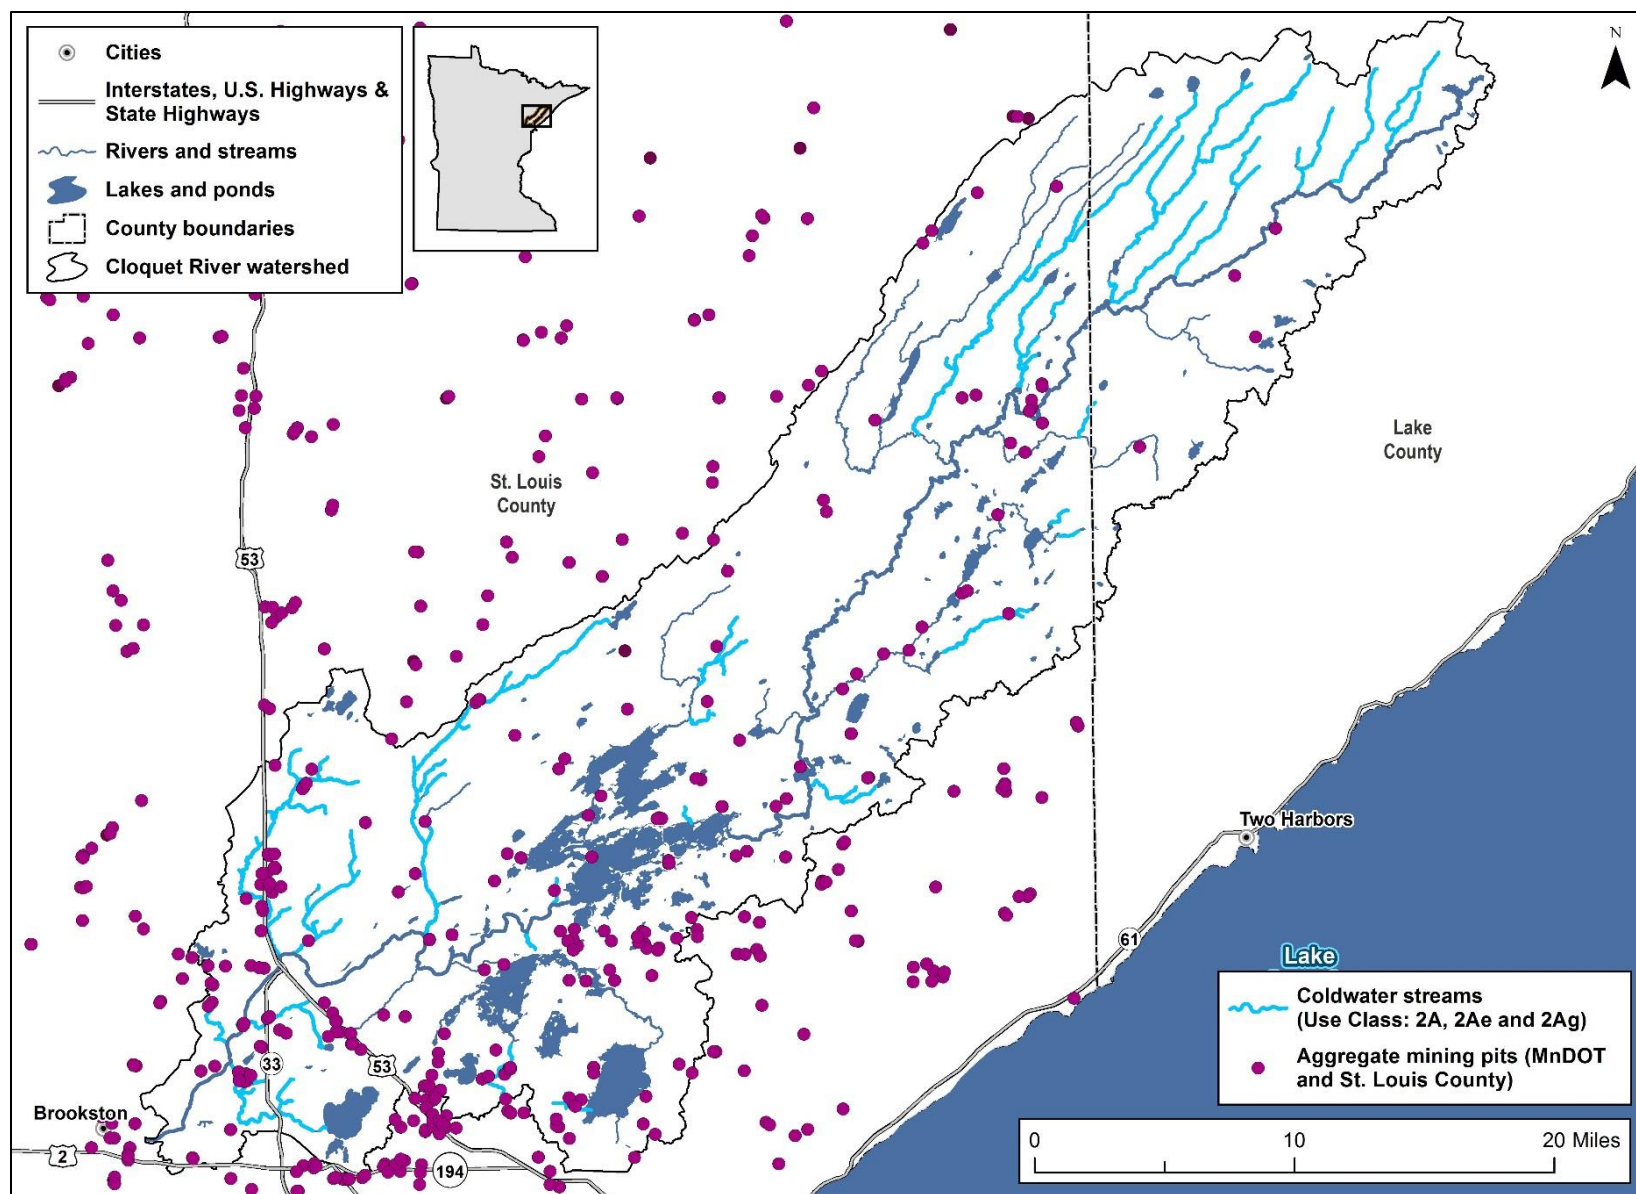 Cities
Interstates, U.S. Highways &
State Highways
Rivers and streams
Lakes and ponds
County boundaries
Cloquet River watershed
N
St. Louis
County
Lake
County
53
Two Harbors
61
Lake
33
53
Brookston
2
194
Coldwater streams
(Use Class: 2A, 2Ae and 2Ag)
Aggregate mining pits (MnDOT
and St. Louis County)
0
10
20 Miles